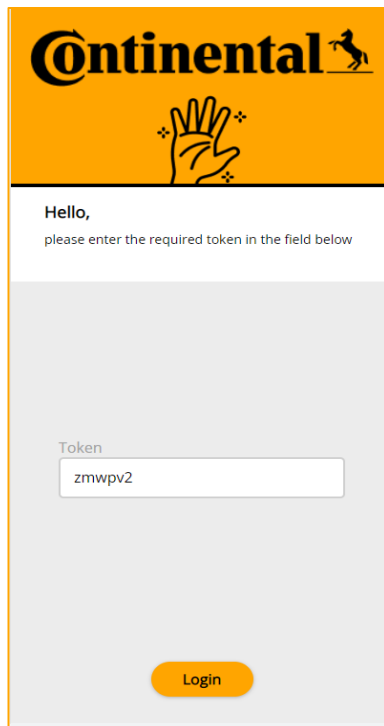 Continental
Hello,
please enter the required token in the field below
Token
zmwpv2
Login